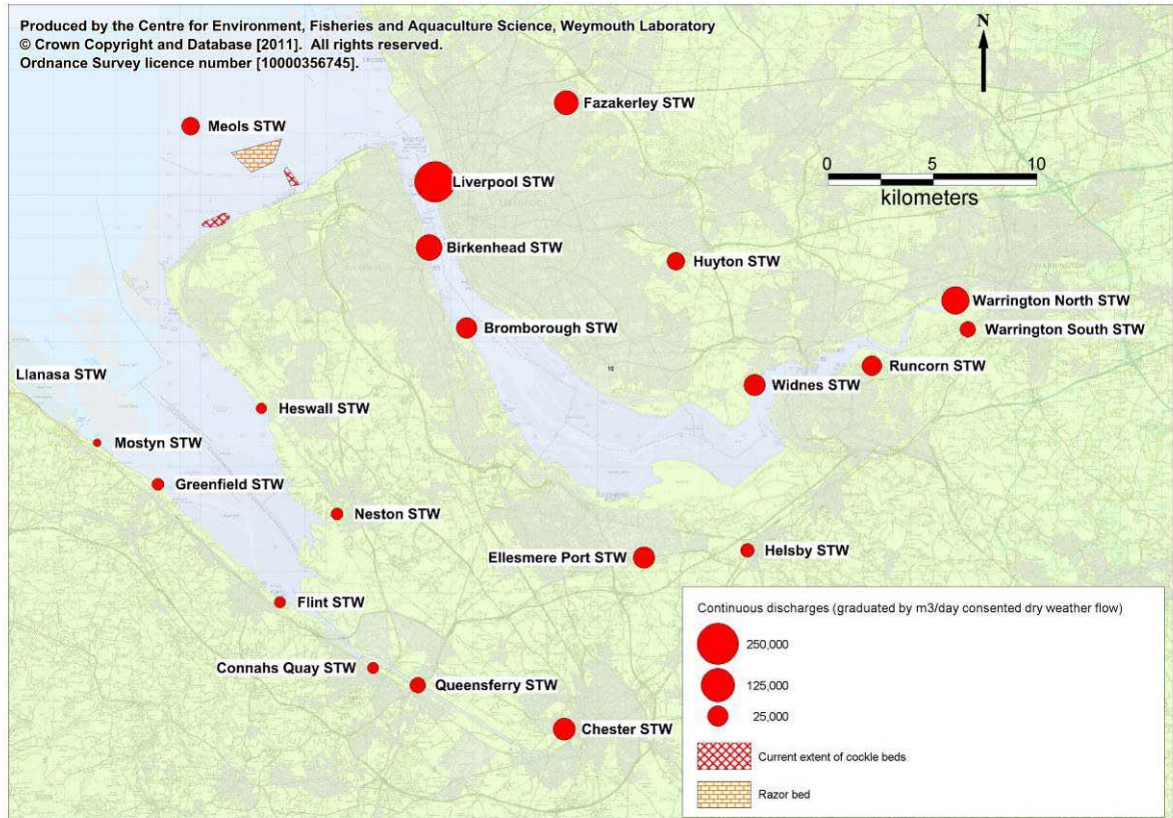 Produced by the Centre for Environment, Fisheries and Aquaculture Science, Weymouth Laboratory
© Crown Copyright and Database [2011].  All rights reserved.
Ordnance Survey licence number [10000356745].
N
Fazakerley STW
Meols STW
0 5 10
kilometers
Liverpool STW
Birkenhead STW
Huyton STW
Warrington North STW
Bromborough STW
Warrington South STW
Runcorn STW
Llanasa STW
Widnes STW
Heswall STW
Mostyn STW
Greenfield STW
Neston STW
Ellesmere Port STW
Helsby STW
Flint STW
Connahs Quay STW
Queensferry STW
Chester STW
Continuous discharges (graduated by m3/day consented dry weather flow)
250,000
125,000
25,000
Current extent of cockle beds
Razor bed